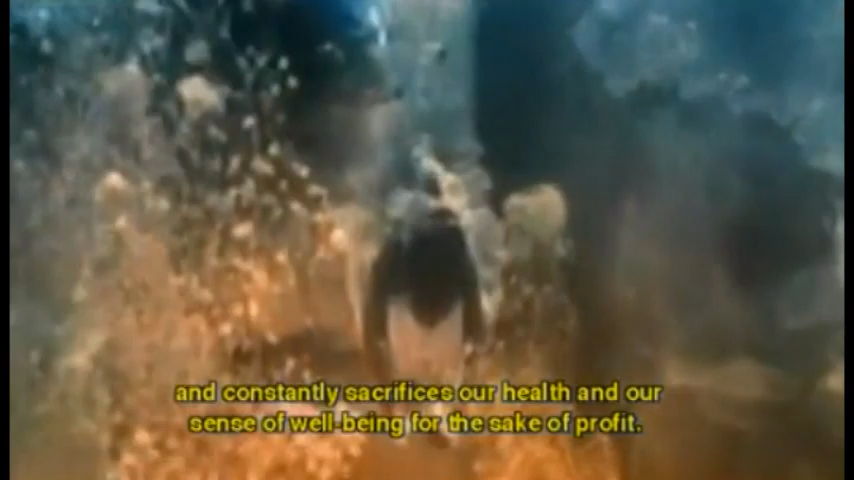 and constantly sacrifices our health and our
sense of well-being for the sake of profit.